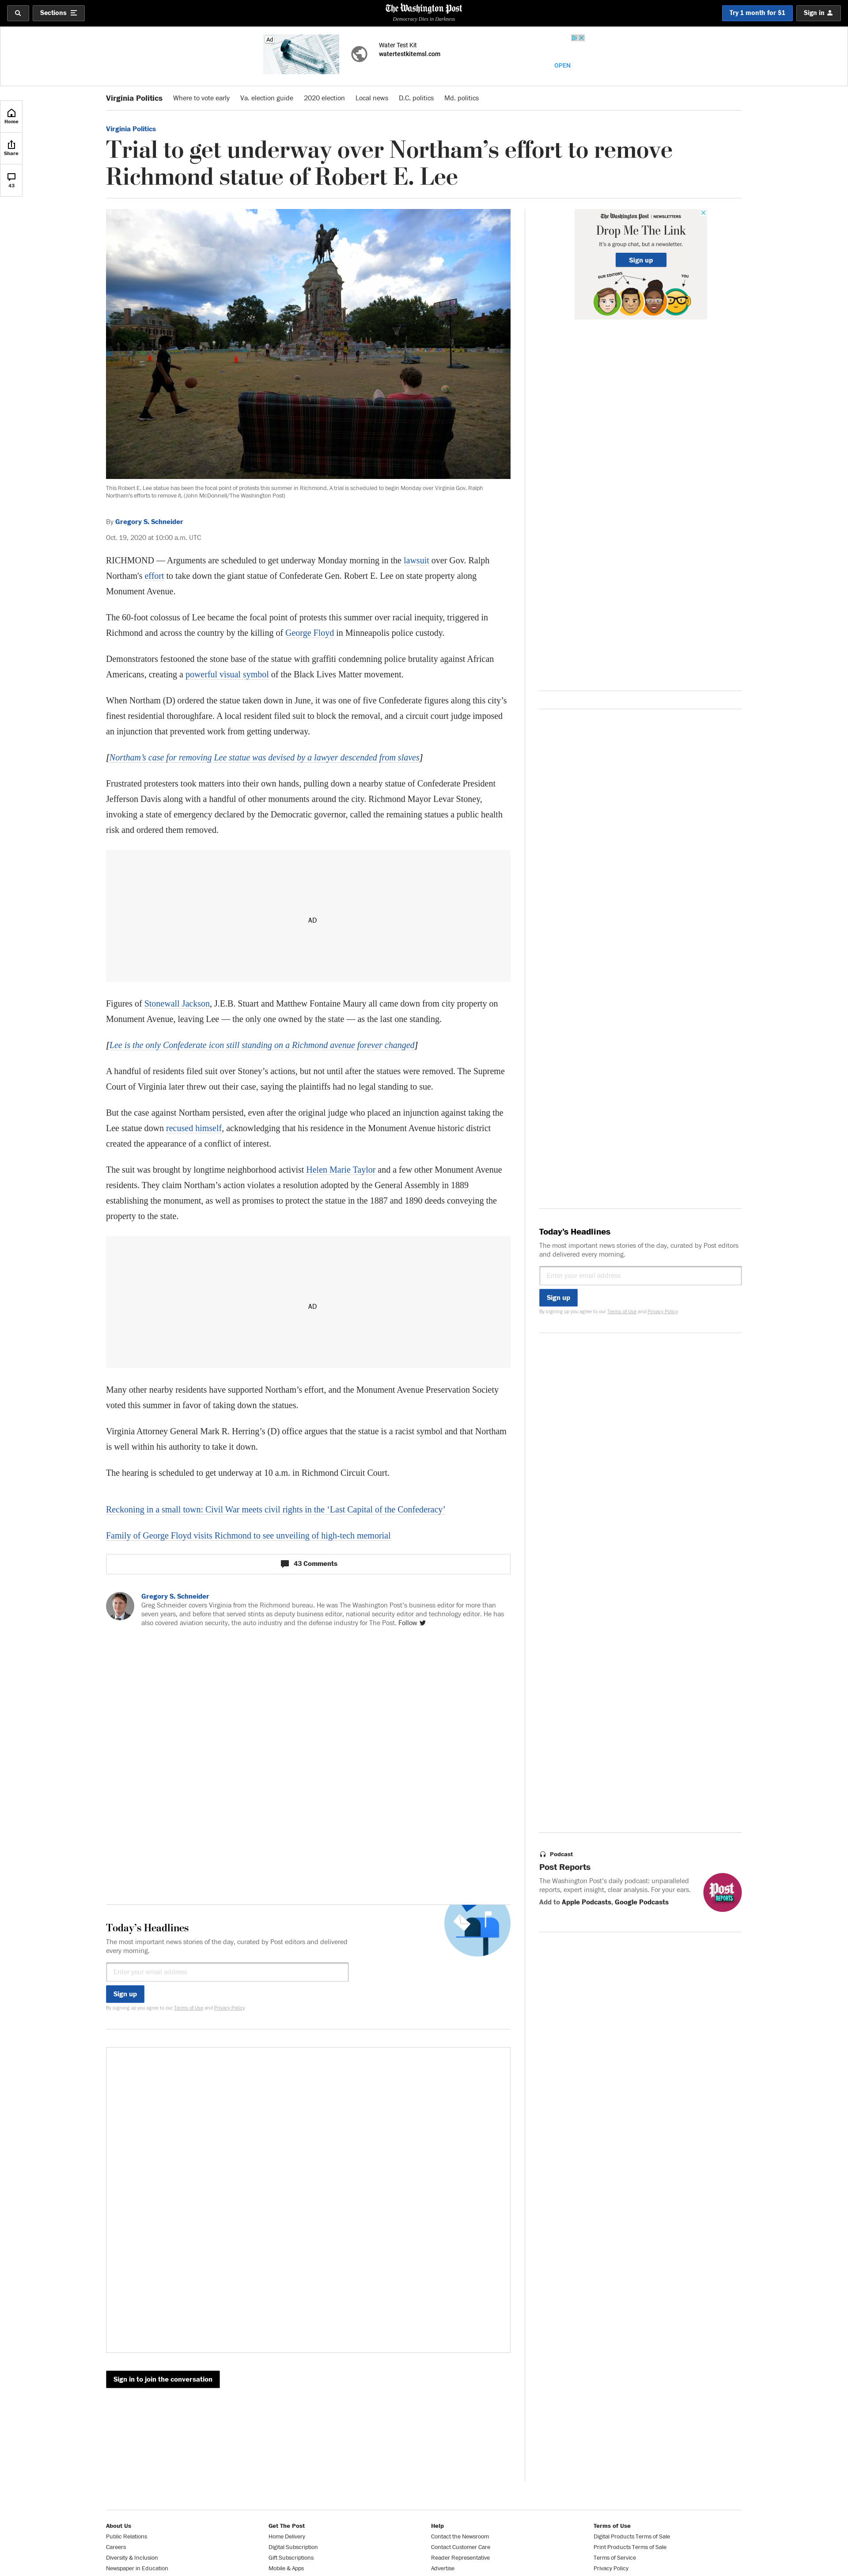 Sections
The Washington Post
Democracy Dies in Darkness
Try 1 month for $1
Sign in
Ad
Water Test Kit
watertestkitemsl.com
OPEN
Home
Share
43
Virginia Politics
Where to vote early
Va. election guide
2020 election
Local news
D.C. politics
Md. politics
Virginia Politics
Trial to get underway over Northam’s effort to remove
Richmond statue of Robert E. Lee
This Robert E. Lee statue has been the focal point of protests this summer in Richmond. A trial is scheduled to begin Monday over Virginia Gov. Ralph
Northam's efforts to remove it. (John McDonnell/The Washington Post)
By Gregory S. Schneider
Oct. 19, 2020 at 10:00 a.m. UTC
RICHMOND — Arguments are scheduled to get underway Monday morning in the lawsuit over Gov. Ralph
Northam's effort to take down the giant statue of Confederate Gen. Robert E. Lee on state property along
Monument Avenue.
The 60-foot colossus of Lee became the focal point of protests this summer over racial inequity, triggered in
Richmond and across the country by the killing of George Floyd in Minneapolis police custody.
Demonstrators festooned the stone base of the statue with graffiti condemning police brutality against African
Americans, creating a powerful visual symbol of the Black Lives Matter movement.
When Northam (D) ordered the statue taken down in June, it was one of five Confederate figures along this city’s
finest residential thoroughfare. A local resident filed suit to block the removal, and a circuit court judge imposed
an injunction that prevented work from getting underway.
[Northam’s case for removing Lee statue was devised by a lawyer descended from slaves]
Frustrated protesters took matters into their own hands, pulling down a nearby statue of Confederate President
Jefferson Davis along with a handful of other monuments around the city. Richmond Mayor Levar Stoney,
invoking a state of emergency declared by the Democratic governor, called the remaining statues a public health
risk and ordered them removed.
AD
Figures of Stonewall Jackson, J.E.B. Stuart and Matthew Fontaine Maury all came down from city property on
Monument Avenue, leaving Lee — the only one owned by the state — as the last one standing.
[Lee is the only Confederate icon still standing on a Richmond avenue forever changed]
A handful of residents filed suit over Stoney’s actions, but not until after the statues were removed. The Supreme
Court of Virginia later threw out their case, saying the plaintiffs had no legal standing to sue.
But the case against Northam persisted, even after the original judge who placed an injunction against taking the
Lee statue down recused himself, acknowledging that his residence in the Monument Avenue historic district
created the appearance of a conflict of interest.
The suit was brought by longtime neighborhood activist Helen Marie Taylor and a few other Monument Avenue
residents. They claim Northam’s action violates a resolution adopted by the General Assembly in 1889
establishing the monument, as well as promises to protect the statue in the 1887 and 1890 deeds conveying the
property to the state.
AD
Many other nearby residents have supported Northam’s effort, and the Monument Avenue Preservation Society
voted this summer in favor of taking down the statues.
Virginia Attorney General Mark R. Herring’s (D) office argues that the statue is a racist symbol and that Northam
is well within his authority to take it down.
The hearing is scheduled to get underway at 10 a.m. in Richmond Circuit Court.
Reckoning in a small town: Civil War meets civil rights in the ‘Last Capital of the Confederacy’
Family of George Floyd visits Richmond to see unveiling of high-tech memorial
43 Comments
Gregory S. Schneider
Greg Schneider covers Virginia from the Richmond bureau. He was The Washington Post’s business editor for more than
seven years, and before that served stints as deputy business editor, national security editor and technology editor. He has
also covered aviation security, the auto industry and the defense industry for The Post. Follow
Today’s Headlines
The most important news stories of the day, curated by Post editors and delivered
every morning.
Enter your email address
Sign up
By signing up you agree to our Terms of Use and Privacy Policy
Sign in to join the conversation
The Washington Post | NEWSLETTERS
Drop Me The Link
It's a group chat, but a newsletter.
Sign up
OUR EDITORS
YOU
Today’s Headlines
The most important news stories of the day, curated by Post editors
and delivered every morning.
Enter your email address
Sign up
By signing up you agree to our Terms of Use and Privacy Policy
Podcast
Post Reports
The Washington Post’s daily podcast: unparalleled
reports, expert insight, clear analysis. For your ears.
Add to Apple Podcasts, Google Podcasts
Post
REPORTS
About Us
Public Relations
Careers
Diversity & Inclusion
Newspaper in Education
Get The Post
Home Delivery
Digital Subscription
Gift Subscriptions
Mobile & Apps
Help
Contact the Newsroom
Contact Customer Care
Reader Representative
Advertise
Terms of Use
Digital Products Terms of Sale
Print Products Terms of Sale
Terms of Service
Privacy Policy